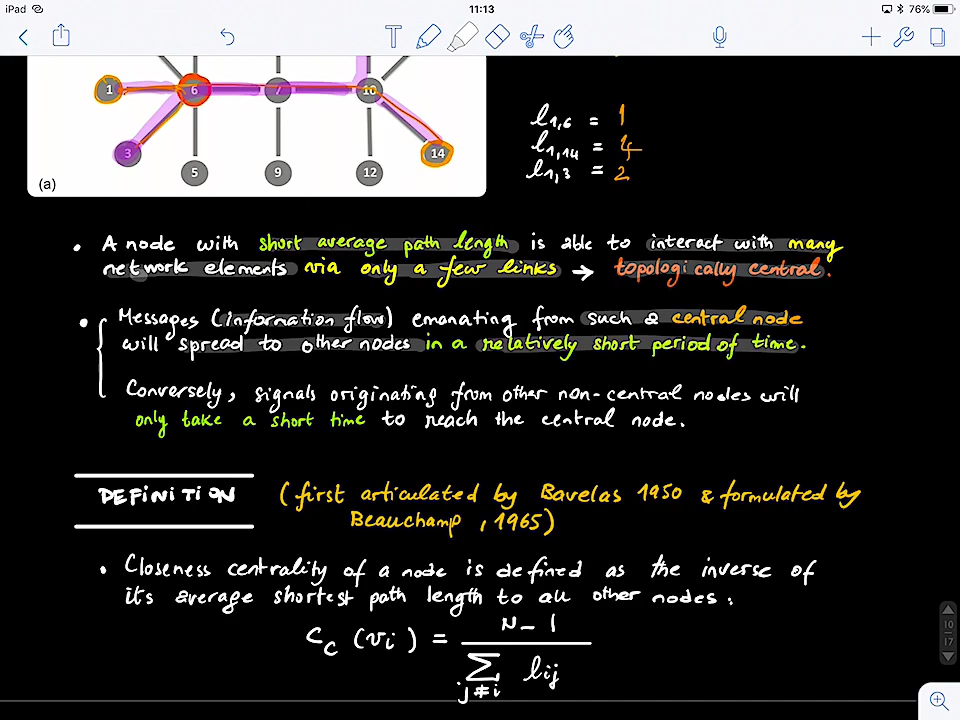 iPad 11:13 76%
T
1 6 7 10
3 14
5 9 12
(a)
l1,6 = 1
l1,14 = 4
l1,3 = 2
• A node with short average path length is able to interact with many
network elements via only a few links → topologically central.
• Messages (information flow) emanating from such a central node
will spread to other nodes in a relatively short period of time.
Conversely, signals originating from other non-central nodes will
only take a short time to reach the central node.
DEFINITION (first articulated by Bavelas 1950 & formulated by
Beauchamp, 1965)
• Closeness centrality of a node is defined as the inverse of
its average shortest path length to all other nodes:
Cc (vi) = N-1 / Σ j≠i lij
10
17